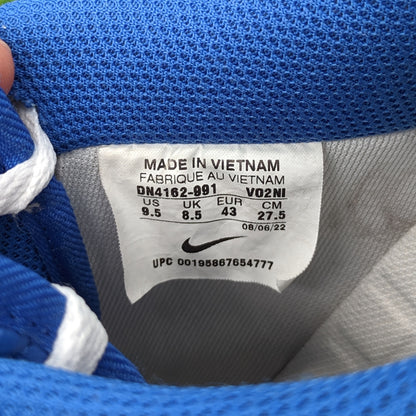 MADE IN VIETNAM
FABRIQUE AU VIETNAM
DN4162-991 VO2NI
US UK EUR CM
9.5 8.5 43 27.5
08/06/22
UPC 00195867654777